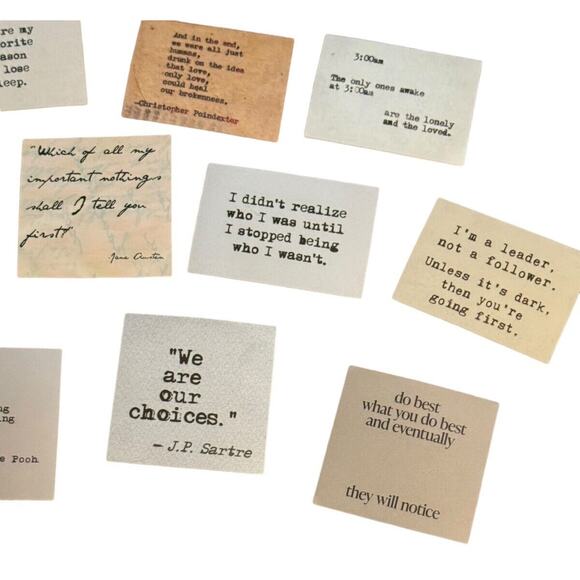 re my
orite
ason
lose
eep.
And in the end,
we were all just
humans,
drunk on the idea
that love,
only love,
could heal
our brokenness.
—Christopher Poindexter
3:00am
The only ones awake
at 3:00am
are the lonely
and the loved.
"Which of all my
important nothings
shall I tell you
first?"
- Jane Austen
I didn't realize
who I was until
I stopped being
who I wasn't.
I'm a leader,
not a follower.
Unless it's dark,
then you're
going first.
ng
ing
e Pooh
"We
are
our
choices."
— J.P. Sartre
do best
what you do best
and eventually
they will notice